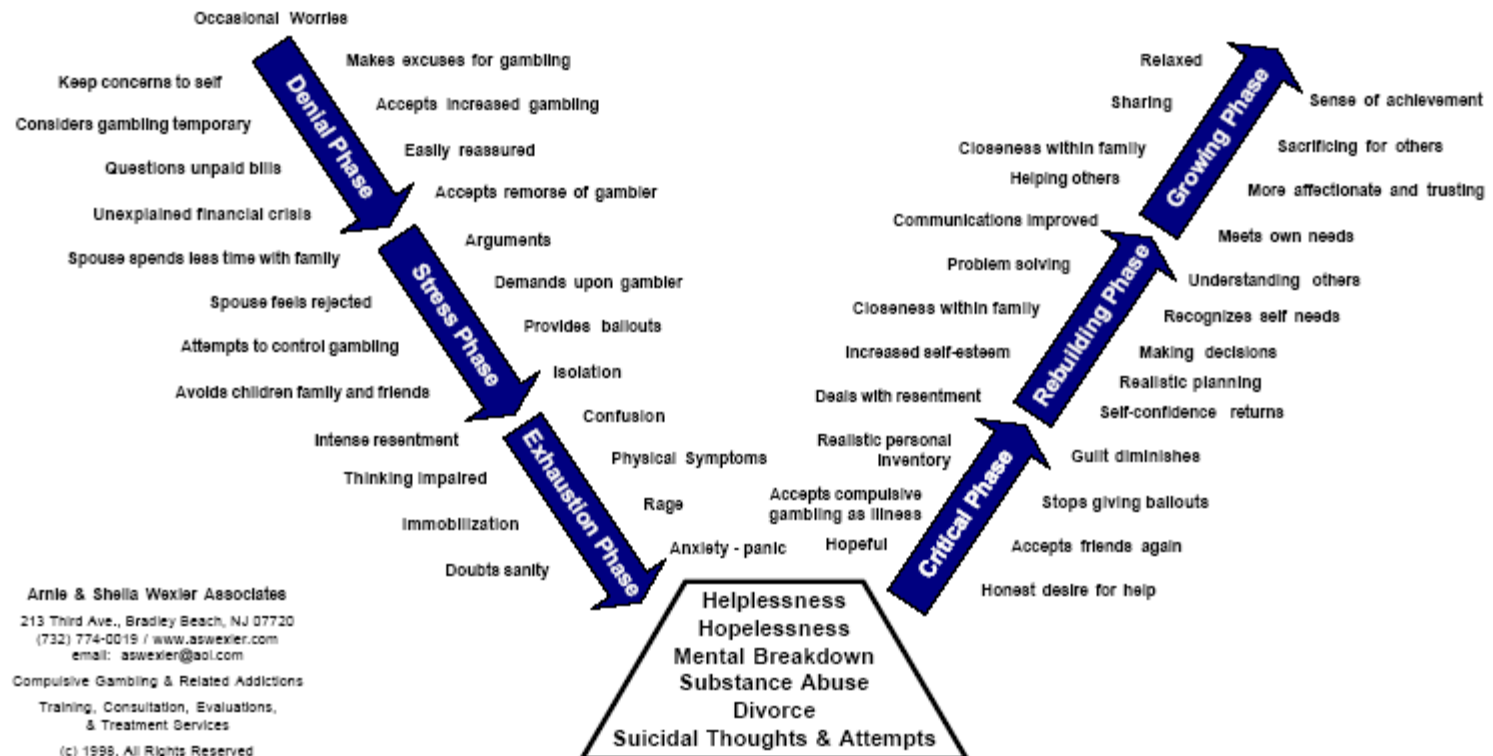 Occasional Worries
Makes excuses for gambling
Keep concerns to self
Accepts increased gambling
Considers gambling temporary
Easily reassured
Questions unpaid bills
Accepts remorse of gambler
Unexplained financial crisis
Denial Phase
Arguments
Spouse spends less time with family
Demands upon gambler
Spouse feels rejected
Provides bailouts
Attempts to control gambling
Isolation
Avoids children family and friends
Stress Phase
Confusion
Intense resentment
Physical Symptoms
Thinking impaired
Rage
Immobilization
Anxiety - panic
Doubts sanity
Exhaustion Phase
Helplessness
Hopelessness
Mental Breakdown
Substance Abuse
Divorce
Suicidal Thoughts & Attempts
Relaxed
Sharing
Sense of achievement
Closeness within family
Sacrificing for others
Helping others
More affectionate and trusting
Growing Phase
Communications improved
Meets own needs
Problem solving
Understanding others
Closeness within family
Recognizes self needs
Increased self-esteem
Making decisions
Realistic planning
Deals with resentment
Self-confidence returns
Rebuilding Phase
Realistic personal
inventory
Guilt diminishes
Accepts compulsive
gambling as illness
Stops giving bailouts
Hopeful
Accepts friends again
Honest desire for help
Critical Phase
Arnie & Sheila Wexler Associates
213 Third Ave., Bradley Beach, NJ 07720
(732) 774-0019 / www.aswexler.com
email: aswexler@aol.com
Compulsive Gambling & Related Addictions
Training, Consultation, Evaluations,
& Treatment Services
(c) 1998, All Rights Reserved